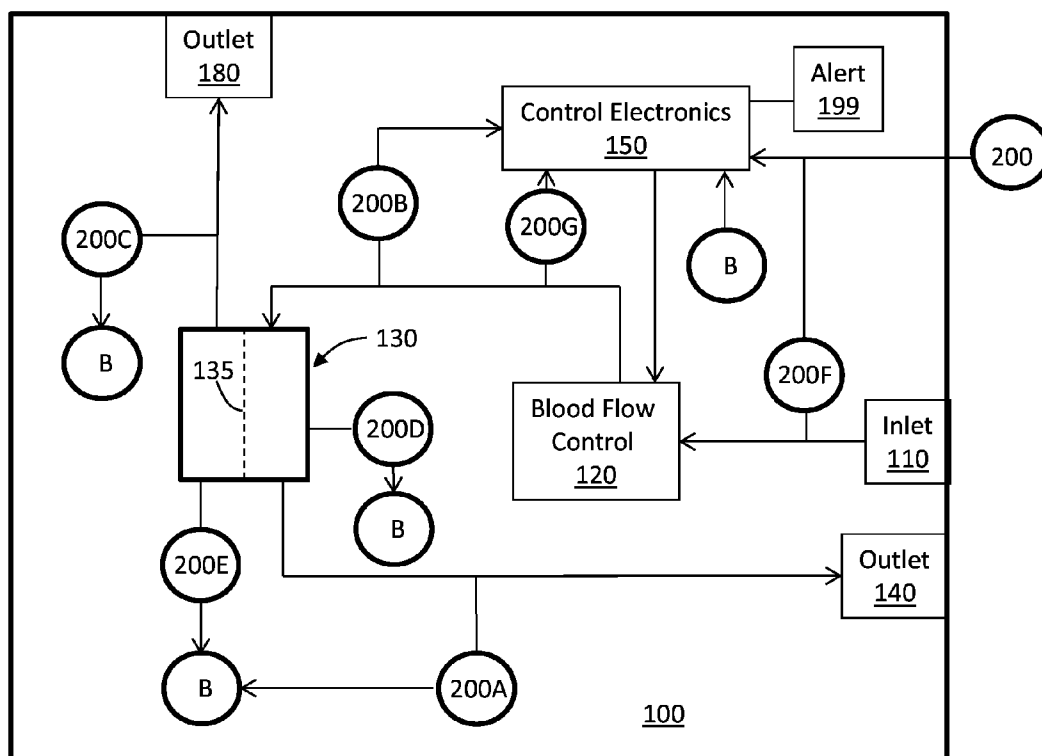 Outlet
180
Alert
199
Control Electronics
150
200
200B
200G
200C
B
B
130
135
200F
200D
Blood Flow
Control
120
Inlet
110
B
200E
Outlet
140
B
200A
100